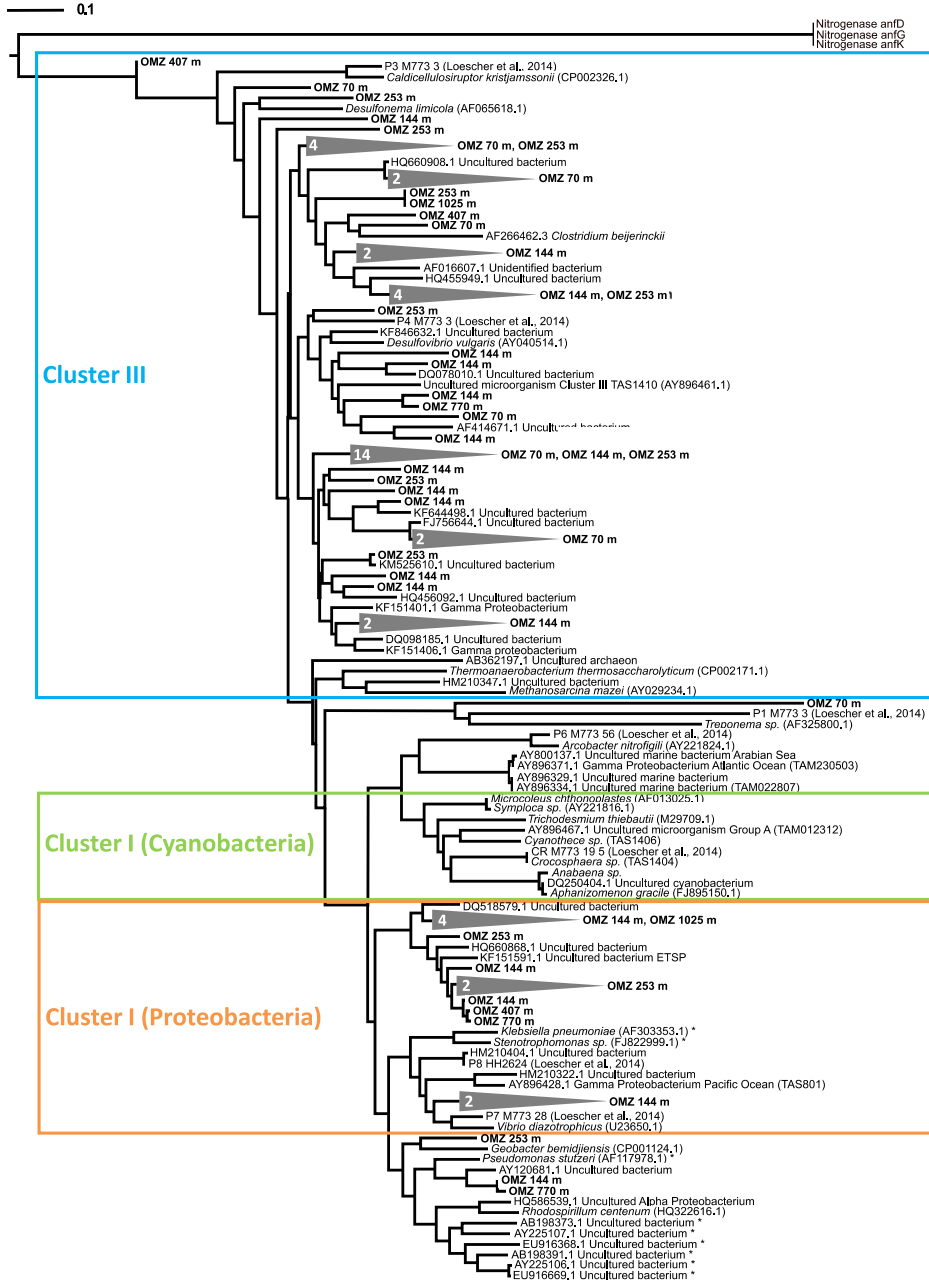 0.1
Nitrogenase anfD
Nitrogenase anfG
Nitrogenase anfK
OMZ 407 m
P3 M773 3 (Loescher et al., 2014)
Caldicellulosiruptor kristjamssonii (CP002326.1)
OMZ 70 m
OMZ 253 m
Desulfonema limicola (AF065618.1)
OMZ 144 m
OMZ 253 m
4 OMZ 70 m, OMZ 253 m
HQ660908.1 Uncultured bacterium
2 OMZ 70 m
OMZ 253 m
OMZ 1025 m
OMZ 407 m
OMZ 70 m
AF266462.3 Clostridium beijerinckii
2 OMZ 144 m
AF016607.1 Unidentified bacterium
HQ455949.1 Uncultured bacterium
4 OMZ 144 m, OMZ 253 m
OMZ 253 m
P4 M773 3 (Loescher et al., 2014)
KF846632.1 Uncultured bacterium
Desulfovibrio vulgaris (AY040514.1)
OMZ 144 m
OMZ 144 m
Cluster III
DQ078010.1 Uncultured bacterium
Uncultured microorganism Cluster III TAS1410 (AY896461.1)
OMZ 144 m
OMZ 770 m
OMZ 70 m
AF414671.1 Uncultured bacterium
OMZ 144 m
14 OMZ 70 m, OMZ 144 m, OMZ 253 m
OMZ 144 m
OMZ 253 m
OMZ 144 m
OMZ 144 m
KF644498.1 Uncultured bacterium
FJ756644.1 Uncultured bacterium
2 OMZ 70 m
OMZ 253 m
KM525610.1 Uncultured bacterium
OMZ 144 m
OMZ 144 m
HQ456092.1 Uncultured bacterium
KF151401.1 Gamma Proteobacterium
2 OMZ 144 m
DQ098185.1 Uncultured bacterium
KF151406.1 Gamma proteobacterium
AB362197.1 Uncultured archaeon
Thermoanaerobacterium thermosaccharolyticum (CP002171.1)
HM210347.1 Uncultured bacterium
Methanosarcina mazei (AY029234.1)
OMZ 70 m
P1 M773 3 (Loescher et al., 2014)
Treponema sp. (AF325800.1)
P6 M773 56 (Loescher et al., 2014)
Arcobacter nitrofigili (AY221824.1)
AY800137.1 Uncultured marine bacterium Arabian Sea
AY896371.1 Gamma Proteobacterium Atlantic Ocean (TAM230503)
AY896329.1 Uncultured marine bacterium
AY896334.1 Uncultured marine bacterium (TAM022807)
Microcoleus chthonoplastes (AF013025.1)
Symploca sp. (AY221816.1)
Trichodesmium thiebautii (M29709.1)
AY896467.1 Uncultured microorganism Group A (TAM012312)
Cluster I (Cyanobacteria)
Cyanothece sp. (TAS1406)
CR M773 19 5 (Loescher et al., 2014)
Crocosphaera sp. (TAS1404)
Anabaena sp.
DQ250404.1 Uncultured cyanobacterium
Aphanizomenon gracile (FJ895150.1)
DQ518579.1 Uncultured bacterium
4 OMZ 144 m, OMZ 1025 m
OMZ 253 m
HQ660868.1 Uncultured bacterium
KF151591.1 Uncultured bacterium ETSP
OMZ 144 m
2 OMZ 253 m
OMZ 144 m
OMZ 407 m
Cluster I (Proteobacteria)
OMZ 770 m
Klebsiella pneumoniae (AF303353.1) *
Stenotrophomonas sp. (FJ822999.1) *
HM210404.1 Uncultured bacterium
P8 HH2624 (Loescher et al., 2014)
HM210322.1 Uncultured bacterium
AY896428.1 Gamma Proteobacterium Pacific Ocean (TAS801)
2 OMZ 144 m
P7 M773 28 (Loescher et al., 2014)
Vibrio diazotrophicus (U23650.1)
OMZ 253 m
Geobacter bemidjiensis (CP001124.1)
Pseudomonas stutzeri (AF117978.1) *
AY120681.1 Uncultured bacterium
OMZ 144 m
OMZ 770 m
HQ586539.1 Uncultured Alpha Proteobacterium
Rhodospirillum centenum (HQ322616.1)
AB198373.1 Uncultured bacterium *
AY225107.1 Uncultured bacterium *
EU916368.1 Uncultured bacterium *
AB198391.1 Uncultured bacterium *
AY225106.1 Uncultured bacterium *
EU916669.1 Uncultured bacterium *